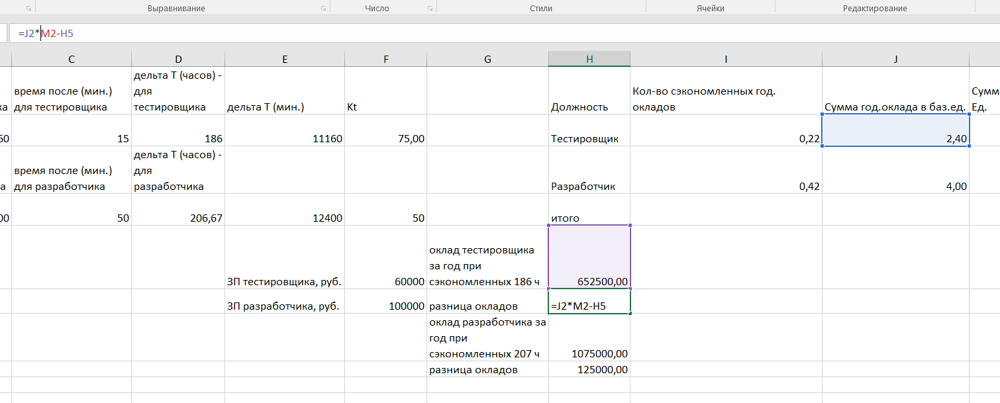 Выравнивание
Число
Стили
Ячейки
Редактирование
=J2*M2-H5
C
D
E
F
G
H
I
J
ка
время после (мин.)
для тестировщика
дельта T (часов) -
для
тестировщика
дельта T (мин.)
Kt
Должность
Кол-во сэкономленных год.
окладов
Сумма год.оклада в баз.ед.
Сумм
Ед.
50
15
186
11160
75,00
Тестировщик
0,22
2,40
а
время после (мин.)
для разработчика
дельта T (часов) -
для
разработчика
Разработчик
0,42
4,00
00
50
206,67
12400
50
итого
ЗП тестировщика, руб.
60000
оклад тестировщика
за год при
сэкономленных 186 ч
652500,00
ЗП разработчика, руб.
100000
разница окладов
=J2*M2-H5
оклад разработчика за
год при
сэкономленных 207 ч
1075000,00
разница окладов
125000,00